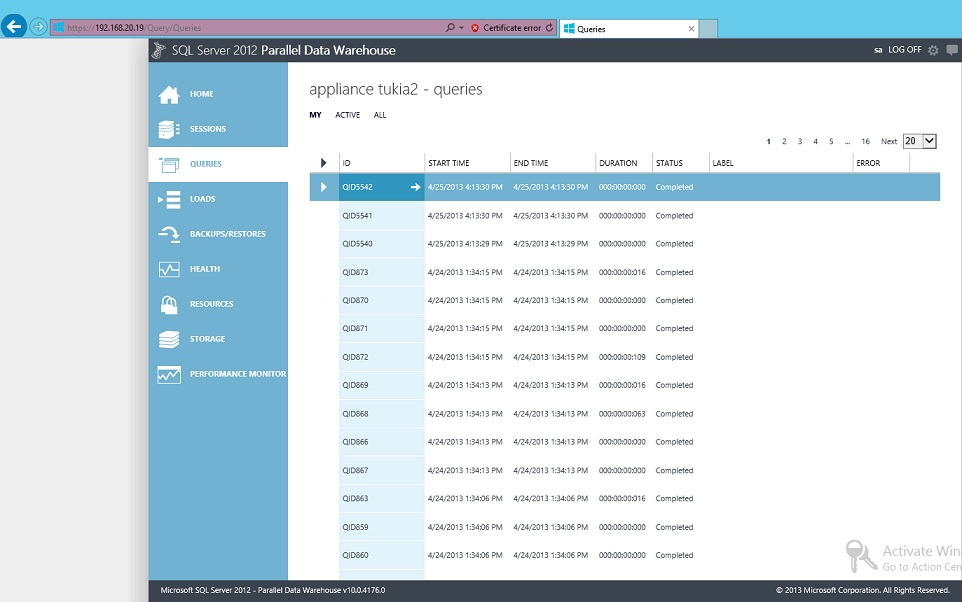 https://192.168.20.19/Query/Queries Certificate error Queries
SQL Server 2012 Parallel Data Warehouse sa LOG OFF
HOME
SESSIONS
QUERIES
LOADS
BACKUPS/RESTORES
HEALTH
RESOURCES
STORAGE
PERFORMANCE MONITOR
appliance tukia2 - queries
MY ACTIVE ALL
1 2 3 4 5 ... 16 Next 20
ID START TIME END TIME DURATION STATUS LABEL ERROR
QID5542 4/25/2013 4:13:30 PM 4/25/2013 4:13:30 PM 000:00:00:000 Completed
QID5541 4/25/2013 4:13:30 PM 4/25/2013 4:13:30 PM 000:00:00:000 Completed
QID5540 4/25/2013 4:13:29 PM 4/25/2013 4:13:29 PM 000:00:00:000 Completed
QID873 4/24/2013 1:34:15 PM 4/24/2013 1:34:15 PM 000:00:00:016 Completed
QID870 4/24/2013 1:34:15 PM 4/24/2013 1:34:15 PM 000:00:00:000 Completed
QID871 4/24/2013 1:34:15 PM 4/24/2013 1:34:15 PM 000:00:00:000 Completed
QID872 4/24/2013 1:34:15 PM 4/24/2013 1:34:15 PM 000:00:00:109 Completed
QID869 4/24/2013 1:34:13 PM 4/24/2013 1:34:13 PM 000:00:00:016 Completed
QID868 4/24/2013 1:34:13 PM 4/24/2013 1:34:13 PM 000:00:00:063 Completed
QID866 4/24/2013 1:34:13 PM 4/24/2013 1:34:13 PM 000:00:00:000 Completed
QID867 4/24/2013 1:34:13 PM 4/24/2013 1:34:13 PM 000:00:00:000 Completed
QID863 4/24/2013 1:34:06 PM 4/24/2013 1:34:06 PM 000:00:00:016 Completed
QID859 4/24/2013 1:34:06 PM 4/24/2013 1:34:06 PM 000:00:00:000 Completed
QID860 4/24/2013 1:34:06 PM 4/24/2013 1:34:06 PM 000:00:00:000 Completed
Activate Win
Go to Action Cen
Microsoft SQL Server 2012 - Parallel Data Warehouse v10.0.4176.0 © 2013 Microsoft Corporation. All Rights Reserved.